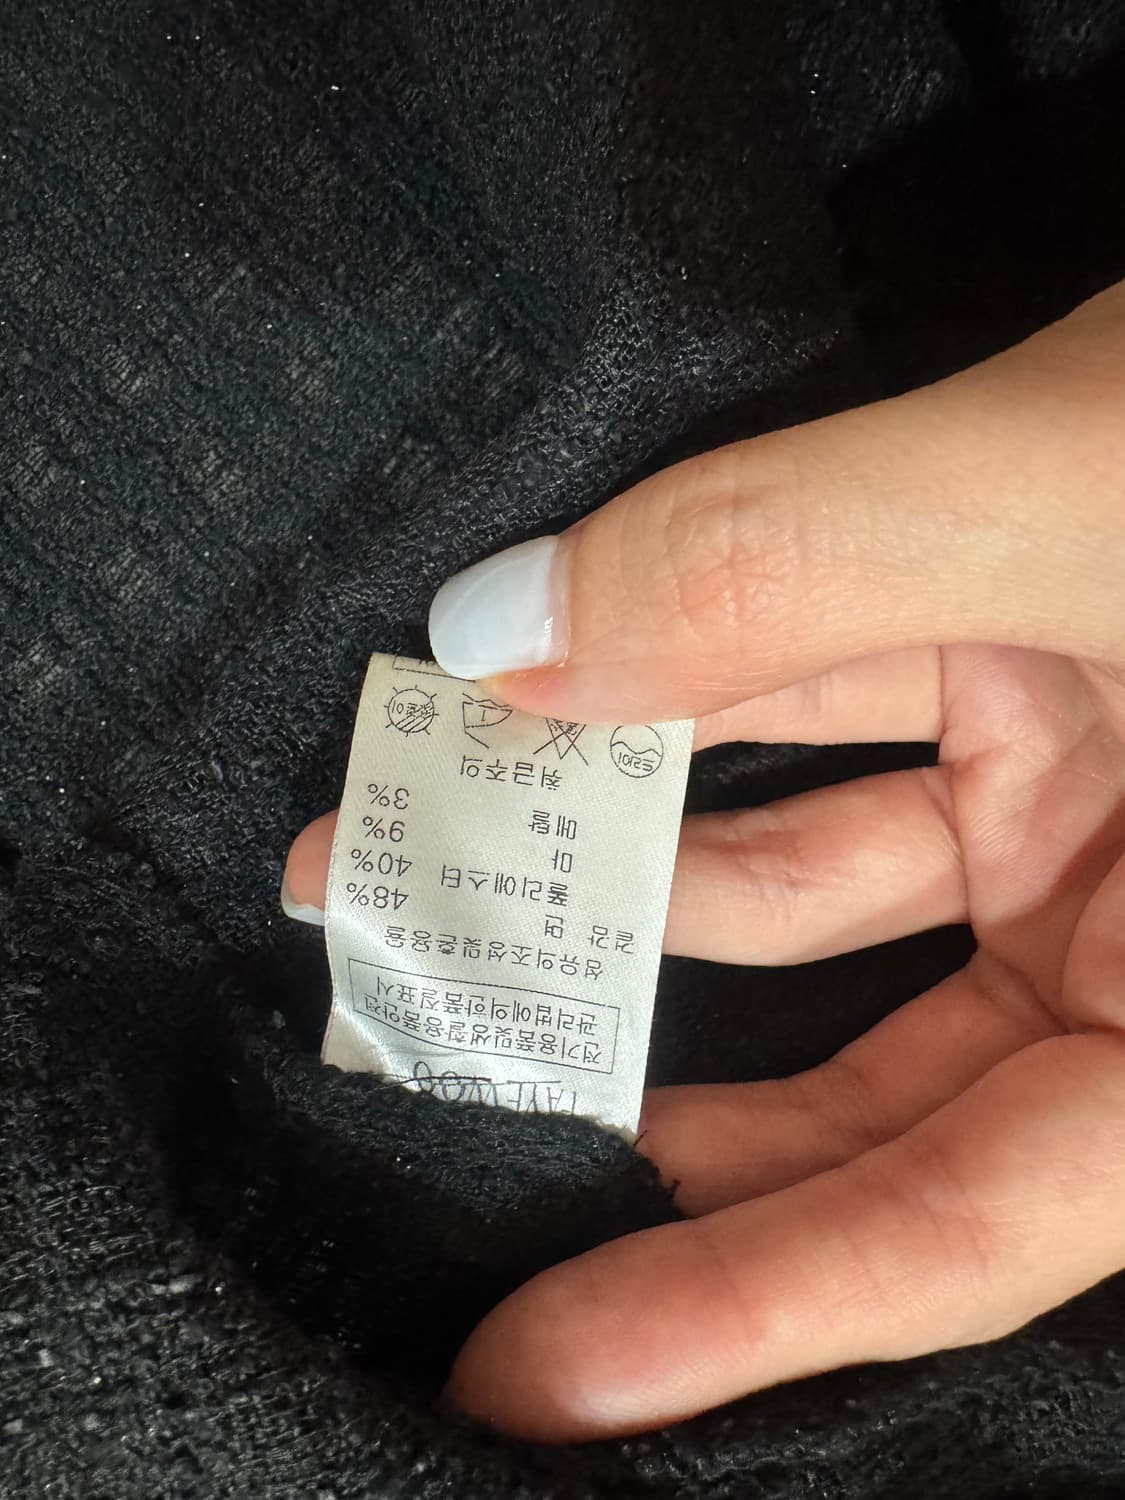 FAYEWOO
전기용품및생활용품안전
관리법에의한품질표시
섬유의조성및혼용율
겉감 면 48%
폴리에스터 40%
마 9%
메탈 3%
취급주의
드라이